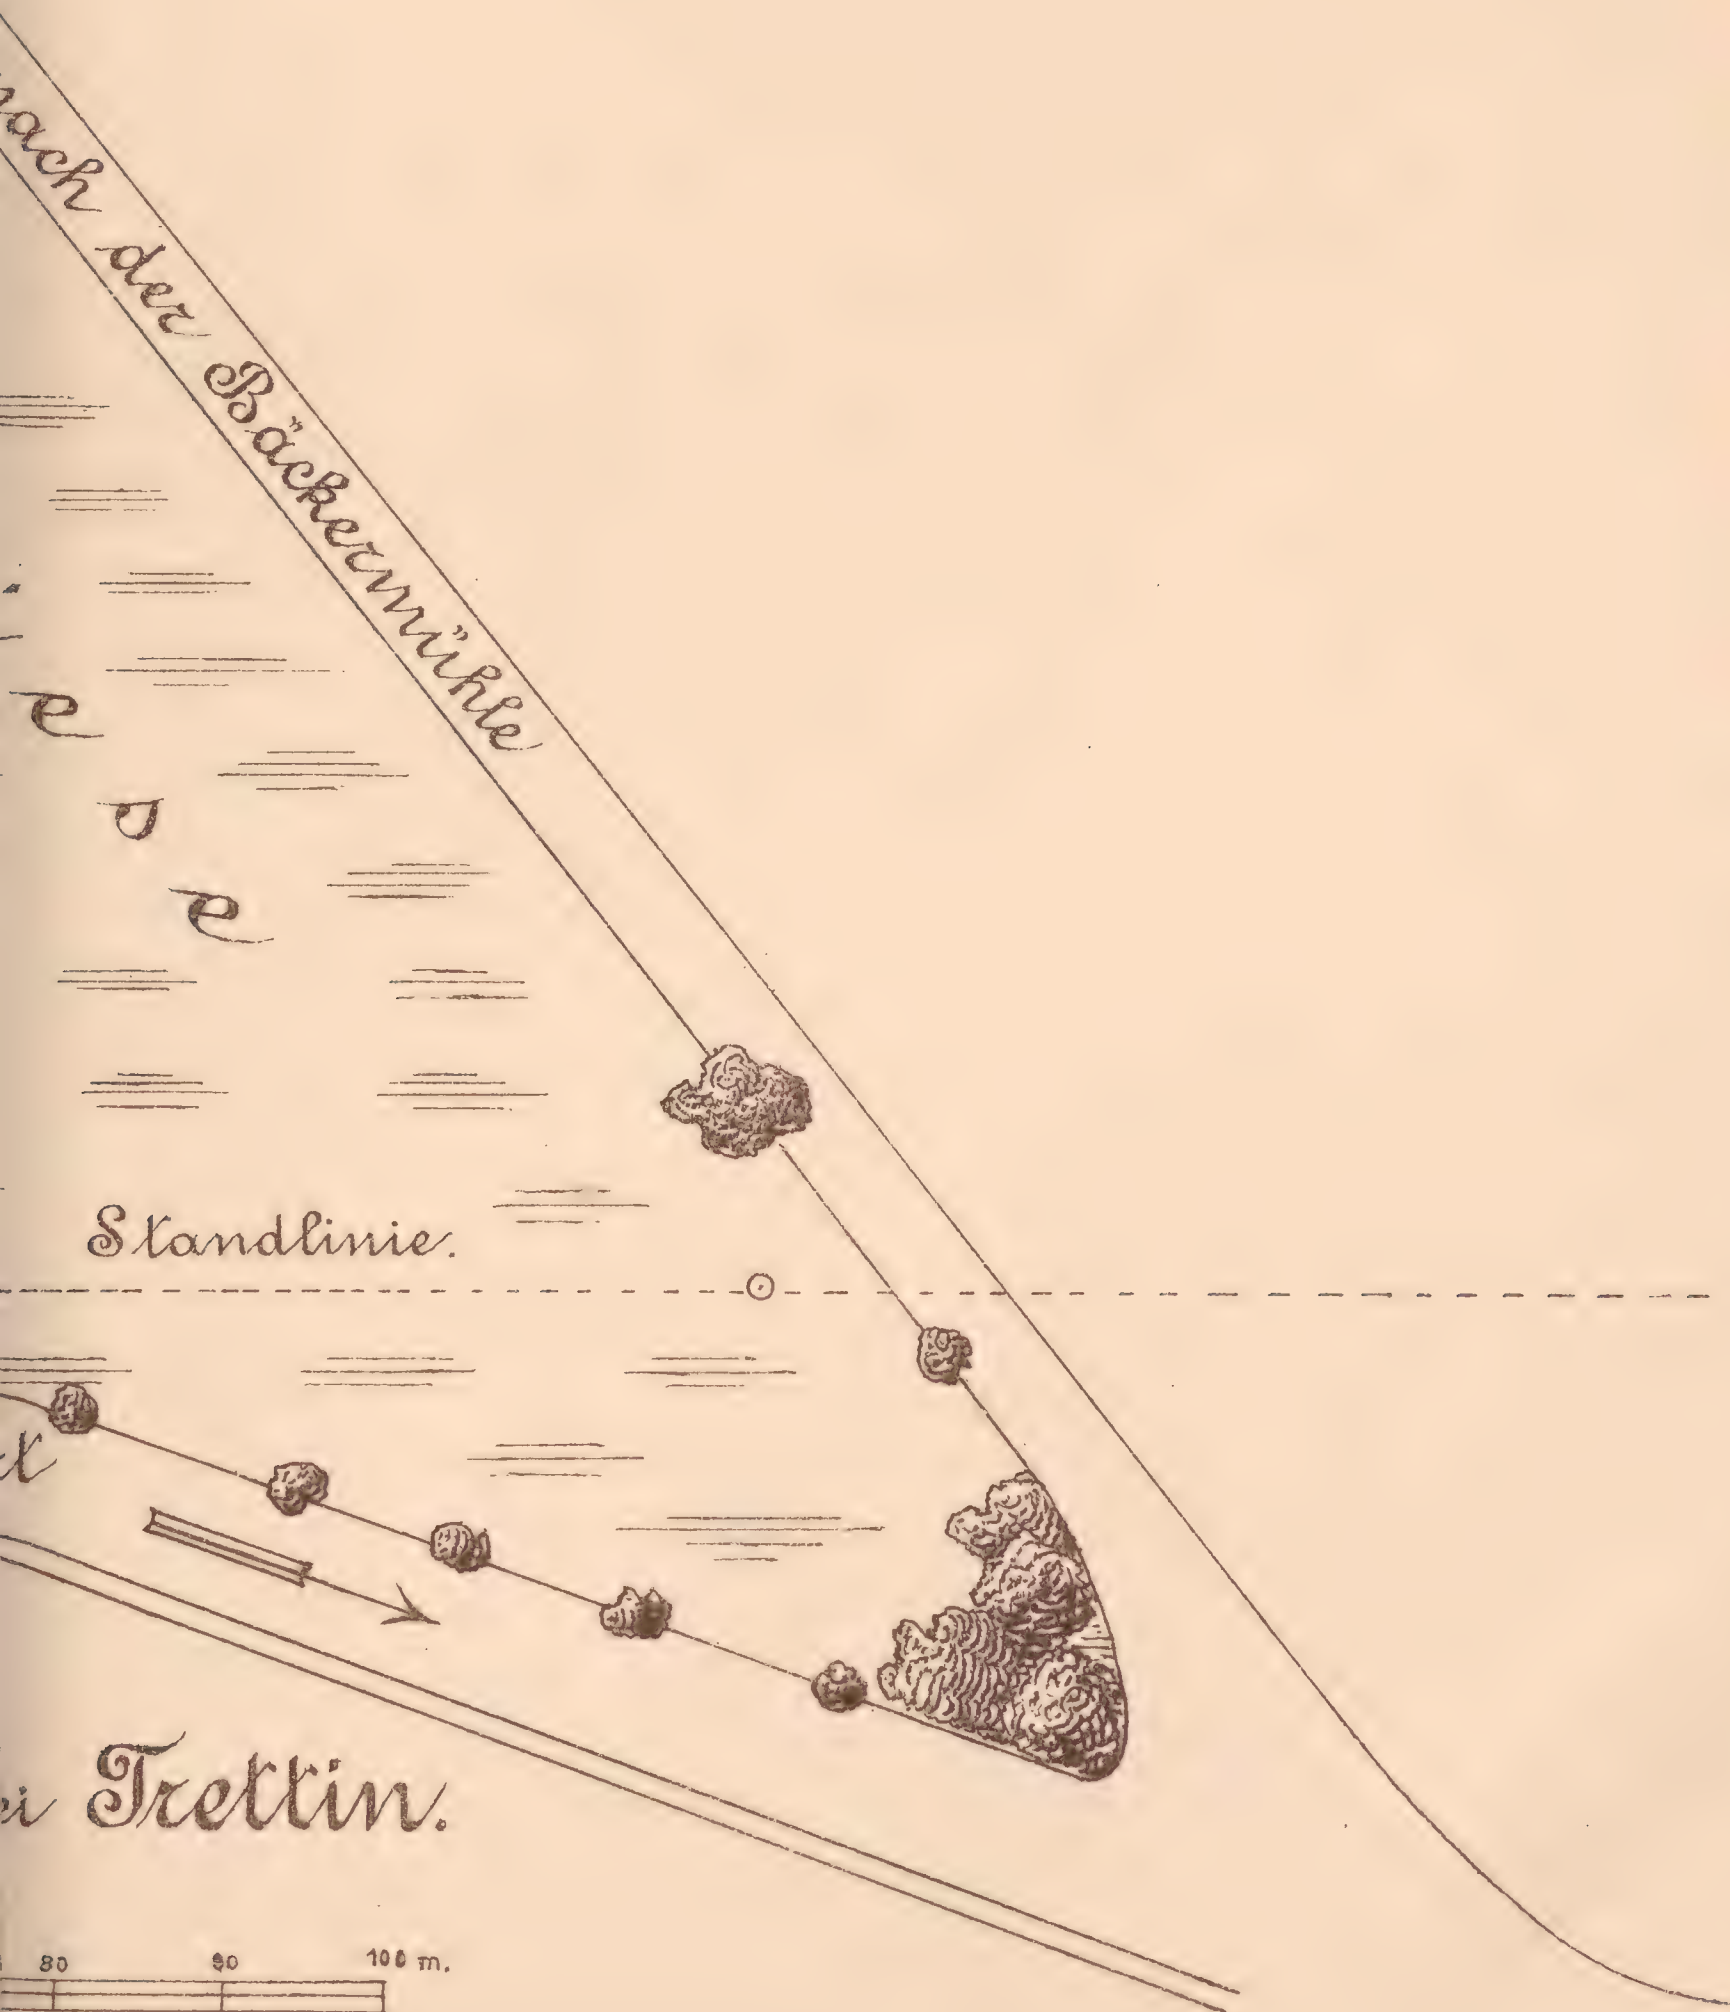 nach der Bäckermühle
e
s
e
Standlinie.
Trettin.
80 90 100 m.